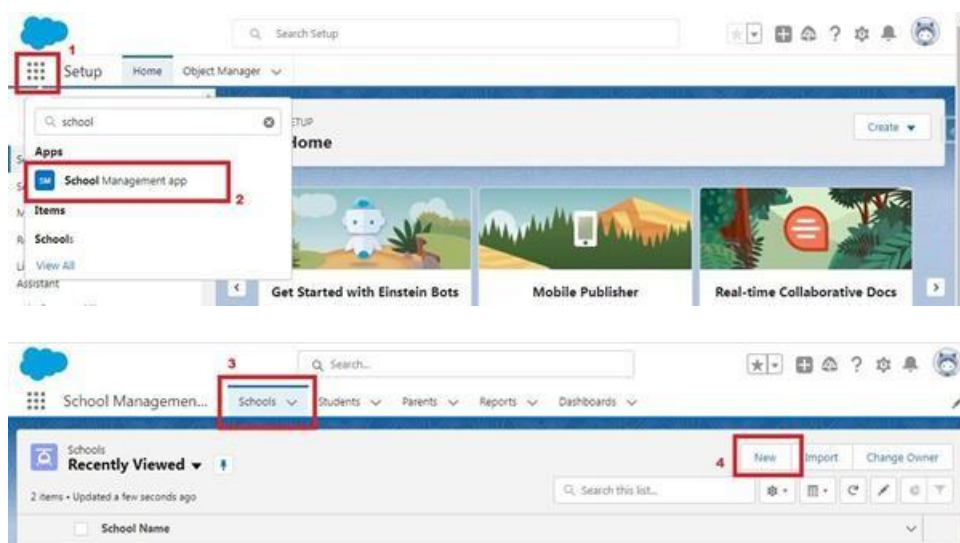 1
Search Setup
Setup Home Object Manager
school
SETUP
Home
Create
Apps
SM School Management app
2
Items
Schools
View All
Assistant
Get Started with Einstein Bots Mobile Publisher Real-time Collaborative Docs
3
Search...
School Managemen... Schools Students Parents Reports Dashboards
Schools
Recently Viewed
4
New Import Change Owner
2 items • Updated a few seconds ago
Search this list...
School Name